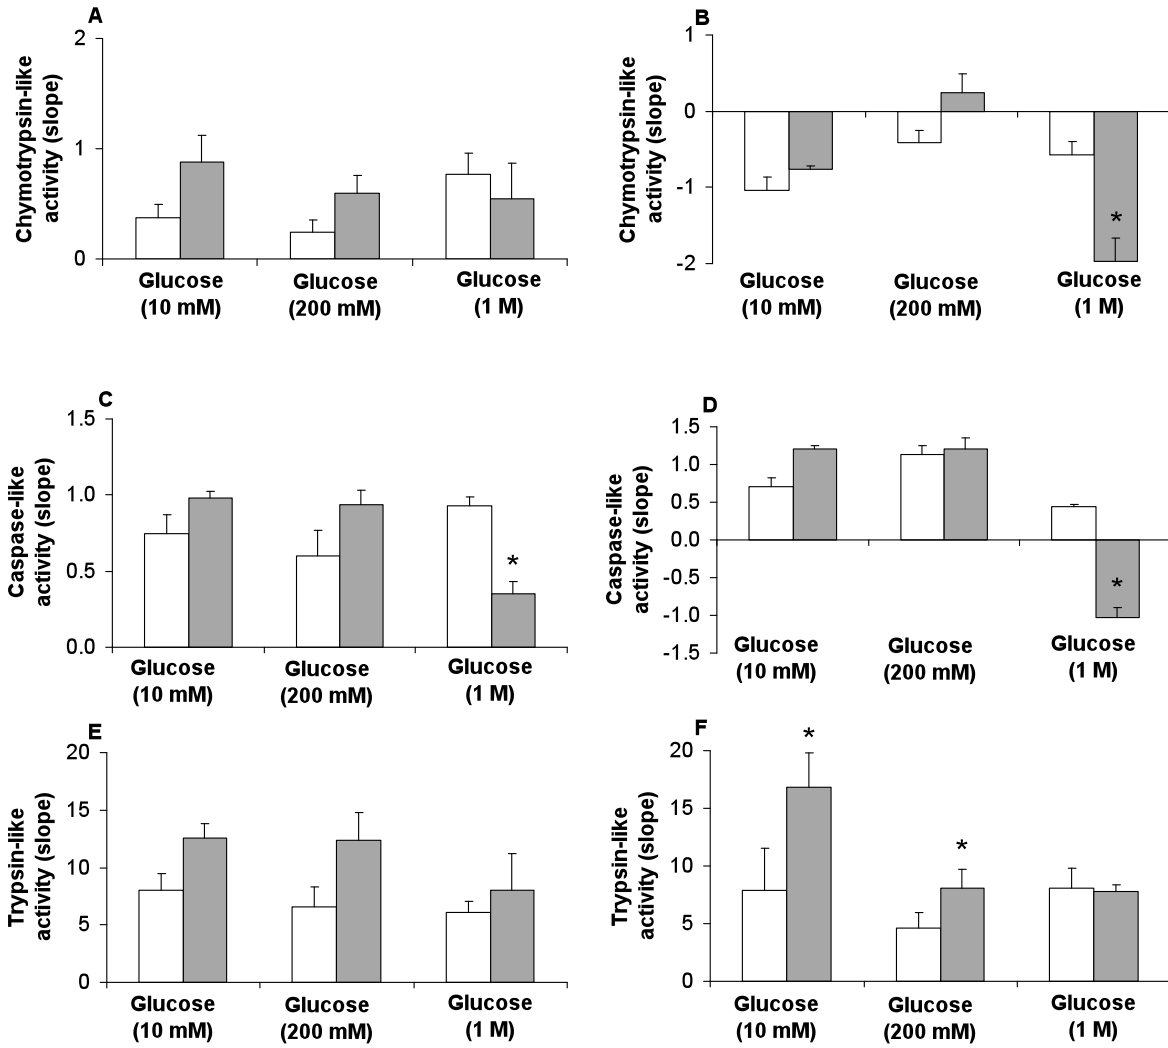 A
Chymotrypsin-like
activity (slope)
2
1
0
Glucose
(10 mM)
Glucose
(200 mM)
Glucose
(1 M)
B
Chymotrypsin-like
activity (slope)
1
0
-1
-2
*
Glucose
(10 mM)
Glucose
(200 mM)
Glucose
(1 M)
C
Caspase-like
activity (slope)
1.5
1.0
0.5
0.0
*
Glucose
(10 mM)
Glucose
(200 mM)
Glucose
(1 M)
D
Caspase-like
activity (slope)
1.5
1.0
0.5
0.0
-0.5
-1.0
-1.5
*
Glucose
(10 mM)
Glucose
(200 mM)
Glucose
(1 M)
E
Trypsin-like
activity (slope)
20
15
10
5
0
Glucose
(10 mM)
Glucose
(200 mM)
Glucose
(1 M)
F
Trypsin-like
activity (slope)
20
15
10
5
0
*
*
Glucose
(10 mM)
Glucose
(200 mM)
Glucose
(1 M)